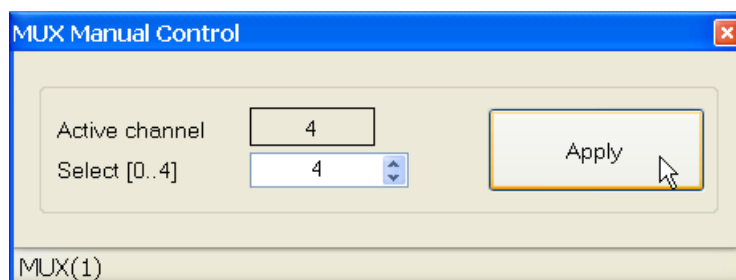 MUX Manual Control
Active channel 4
Select [0..4] 4
Apply
MUX(1)